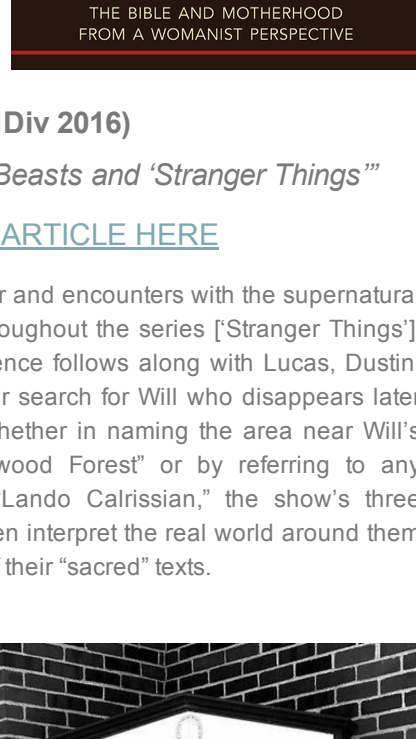 THE BIBLE AND MOTHERHOOD
FROM A WOMANIST PERSPECTIVE
Div 2016)
Beasts and ‘Stranger Things’”
ARTICLE HERE
r and encounters with the supernatura
oughout the series [‘Stranger Things’]
ence follows along with Lucas, Dustin
r search for Will who disappears later
hether in naming the area near Will’s
wood Forest” or by referring to any
“Lando Calrissian,” the show’s three
en interpret the real world around them
their “sacred” texts.